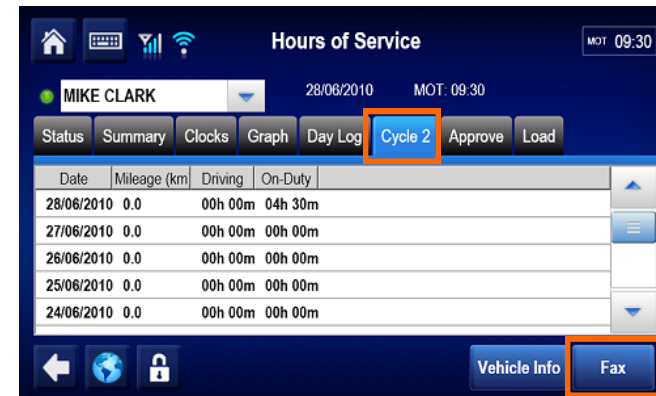 Hours of Service
MOT 09:30
MIKE CLARK 28/06/2010 MOT: 09:30
Status Summary Clocks Graph Day Log Cycle 2 Approve Load
Date Mileage (km) Driving On-Duty
28/06/2010 0.0 00h 00m 04h 30m
27/06/2010 0.0 00h 00m 00h 00m
26/06/2010 0.0 00h 00m 00h 00m
25/06/2010 0.0 00h 00m 00h 00m
24/06/2010 0.0 00h 00m 00h 00m
Vehicle Info Fax